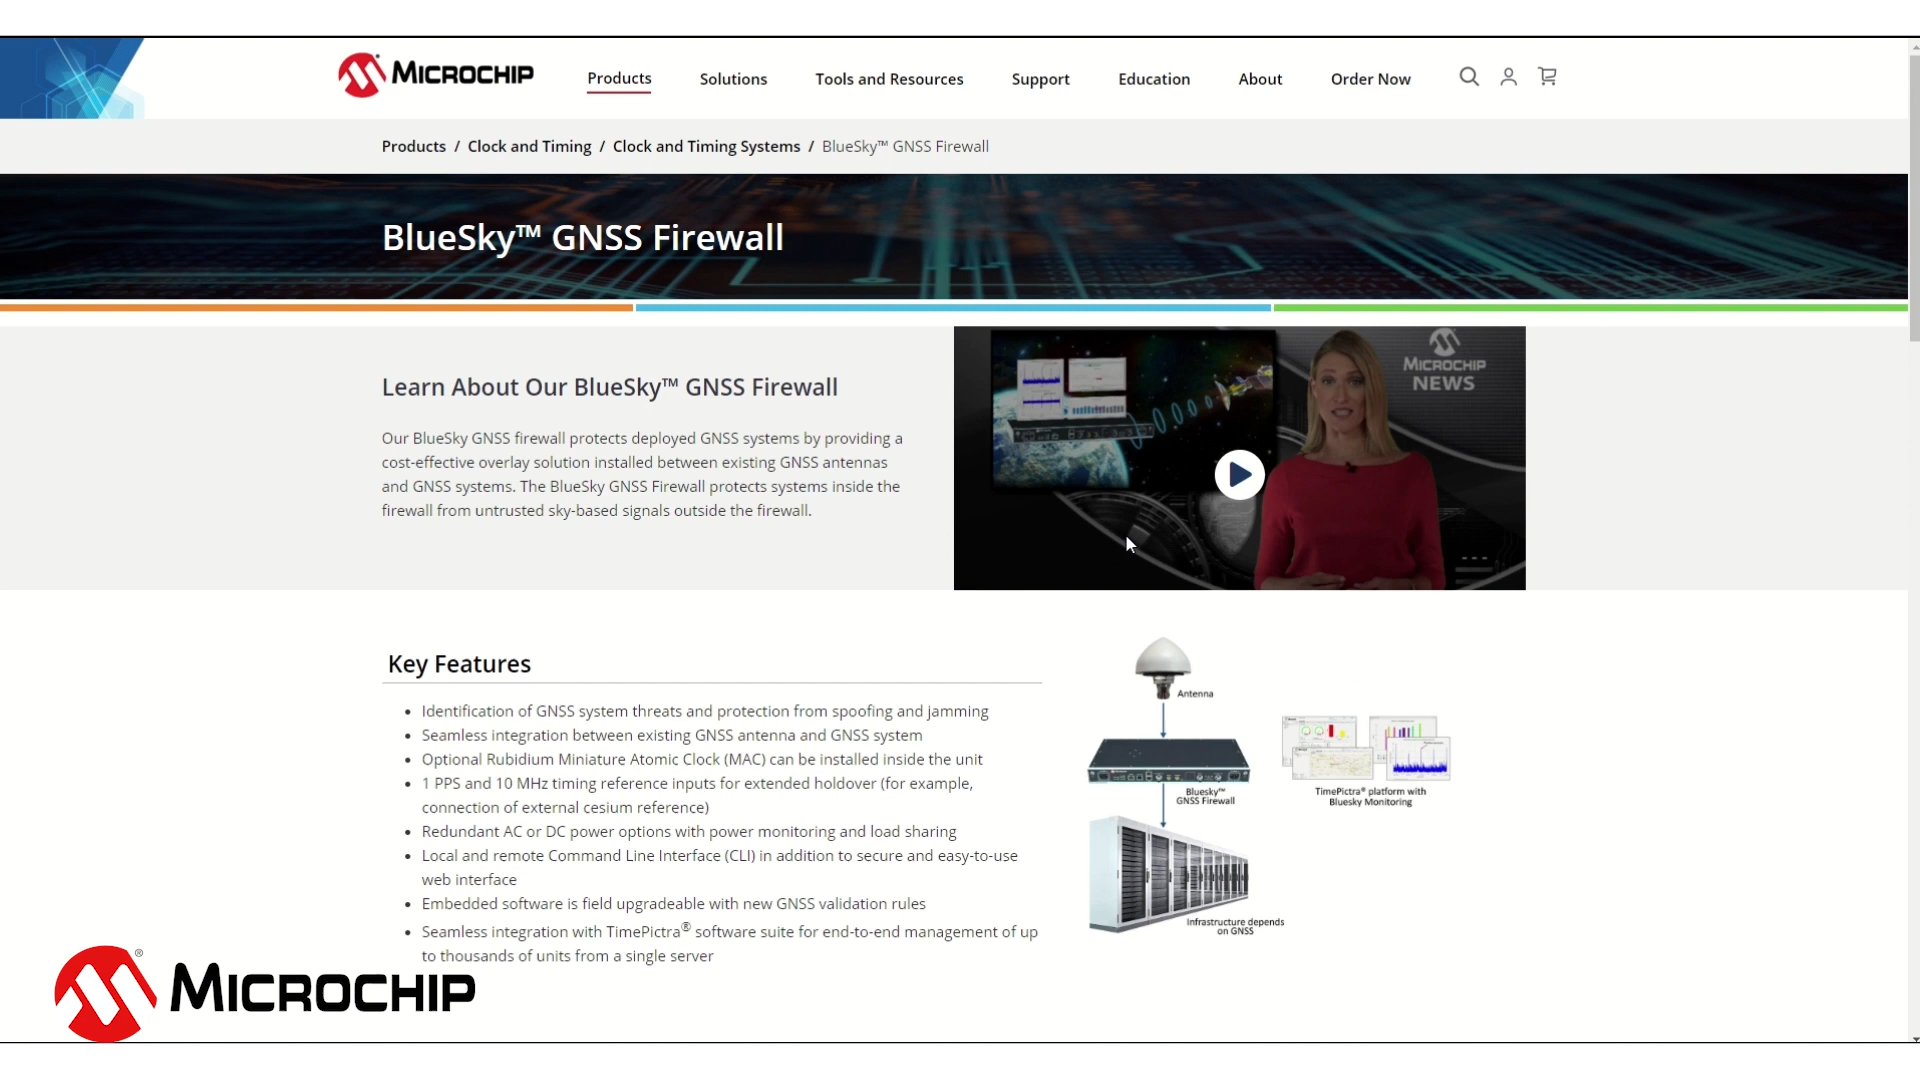 MICROCHIP
Products
Solutions
Tools and Resources
Support
Education
About
Order Now
Products / Clock and Timing / Clock and Timing Systems / BlueSky™ GNSS Firewall
BlueSky™ GNSS Firewall
MICROCHIP
NEWS
Learn About Our BlueSky™ GNSS Firewall
Our BlueSky GNSS firewall protects deployed GNSS systems by providing a
cost-effective overlay solution installed between existing GNSS antennas
and GNSS systems. The BlueSky GNSS Firewall protects systems inside the
firewall from untrusted sky-based signals outside the firewall.
Key Features
• Identification of GNSS system threats and protection from spoofing and jamming
• Seamless integration between existing GNSS antenna and GNSS system
• Optional Rubidium Miniature Atomic Clock (MAC) can be installed inside the unit
• 1 PPS and 10 MHz timing reference inputs for extended holdover (for example,
connection of external cesium reference)
• Redundant AC or DC power options with power monitoring and load sharing
• Local and remote Command Line Interface (CLI) in addition to secure and easy-to-use
web interface
• Embedded software is field upgradeable with new GNSS validation rules
• Seamless integration with TimePictra® software suite for end-to-end management of up
to thousands of units from a single server
Antenna
Bluesky™
GNSS Firewall
TimePictra® platform with
Bluesky Monitoring
Infrastructure depends
on GNSS
MICROCHIP®